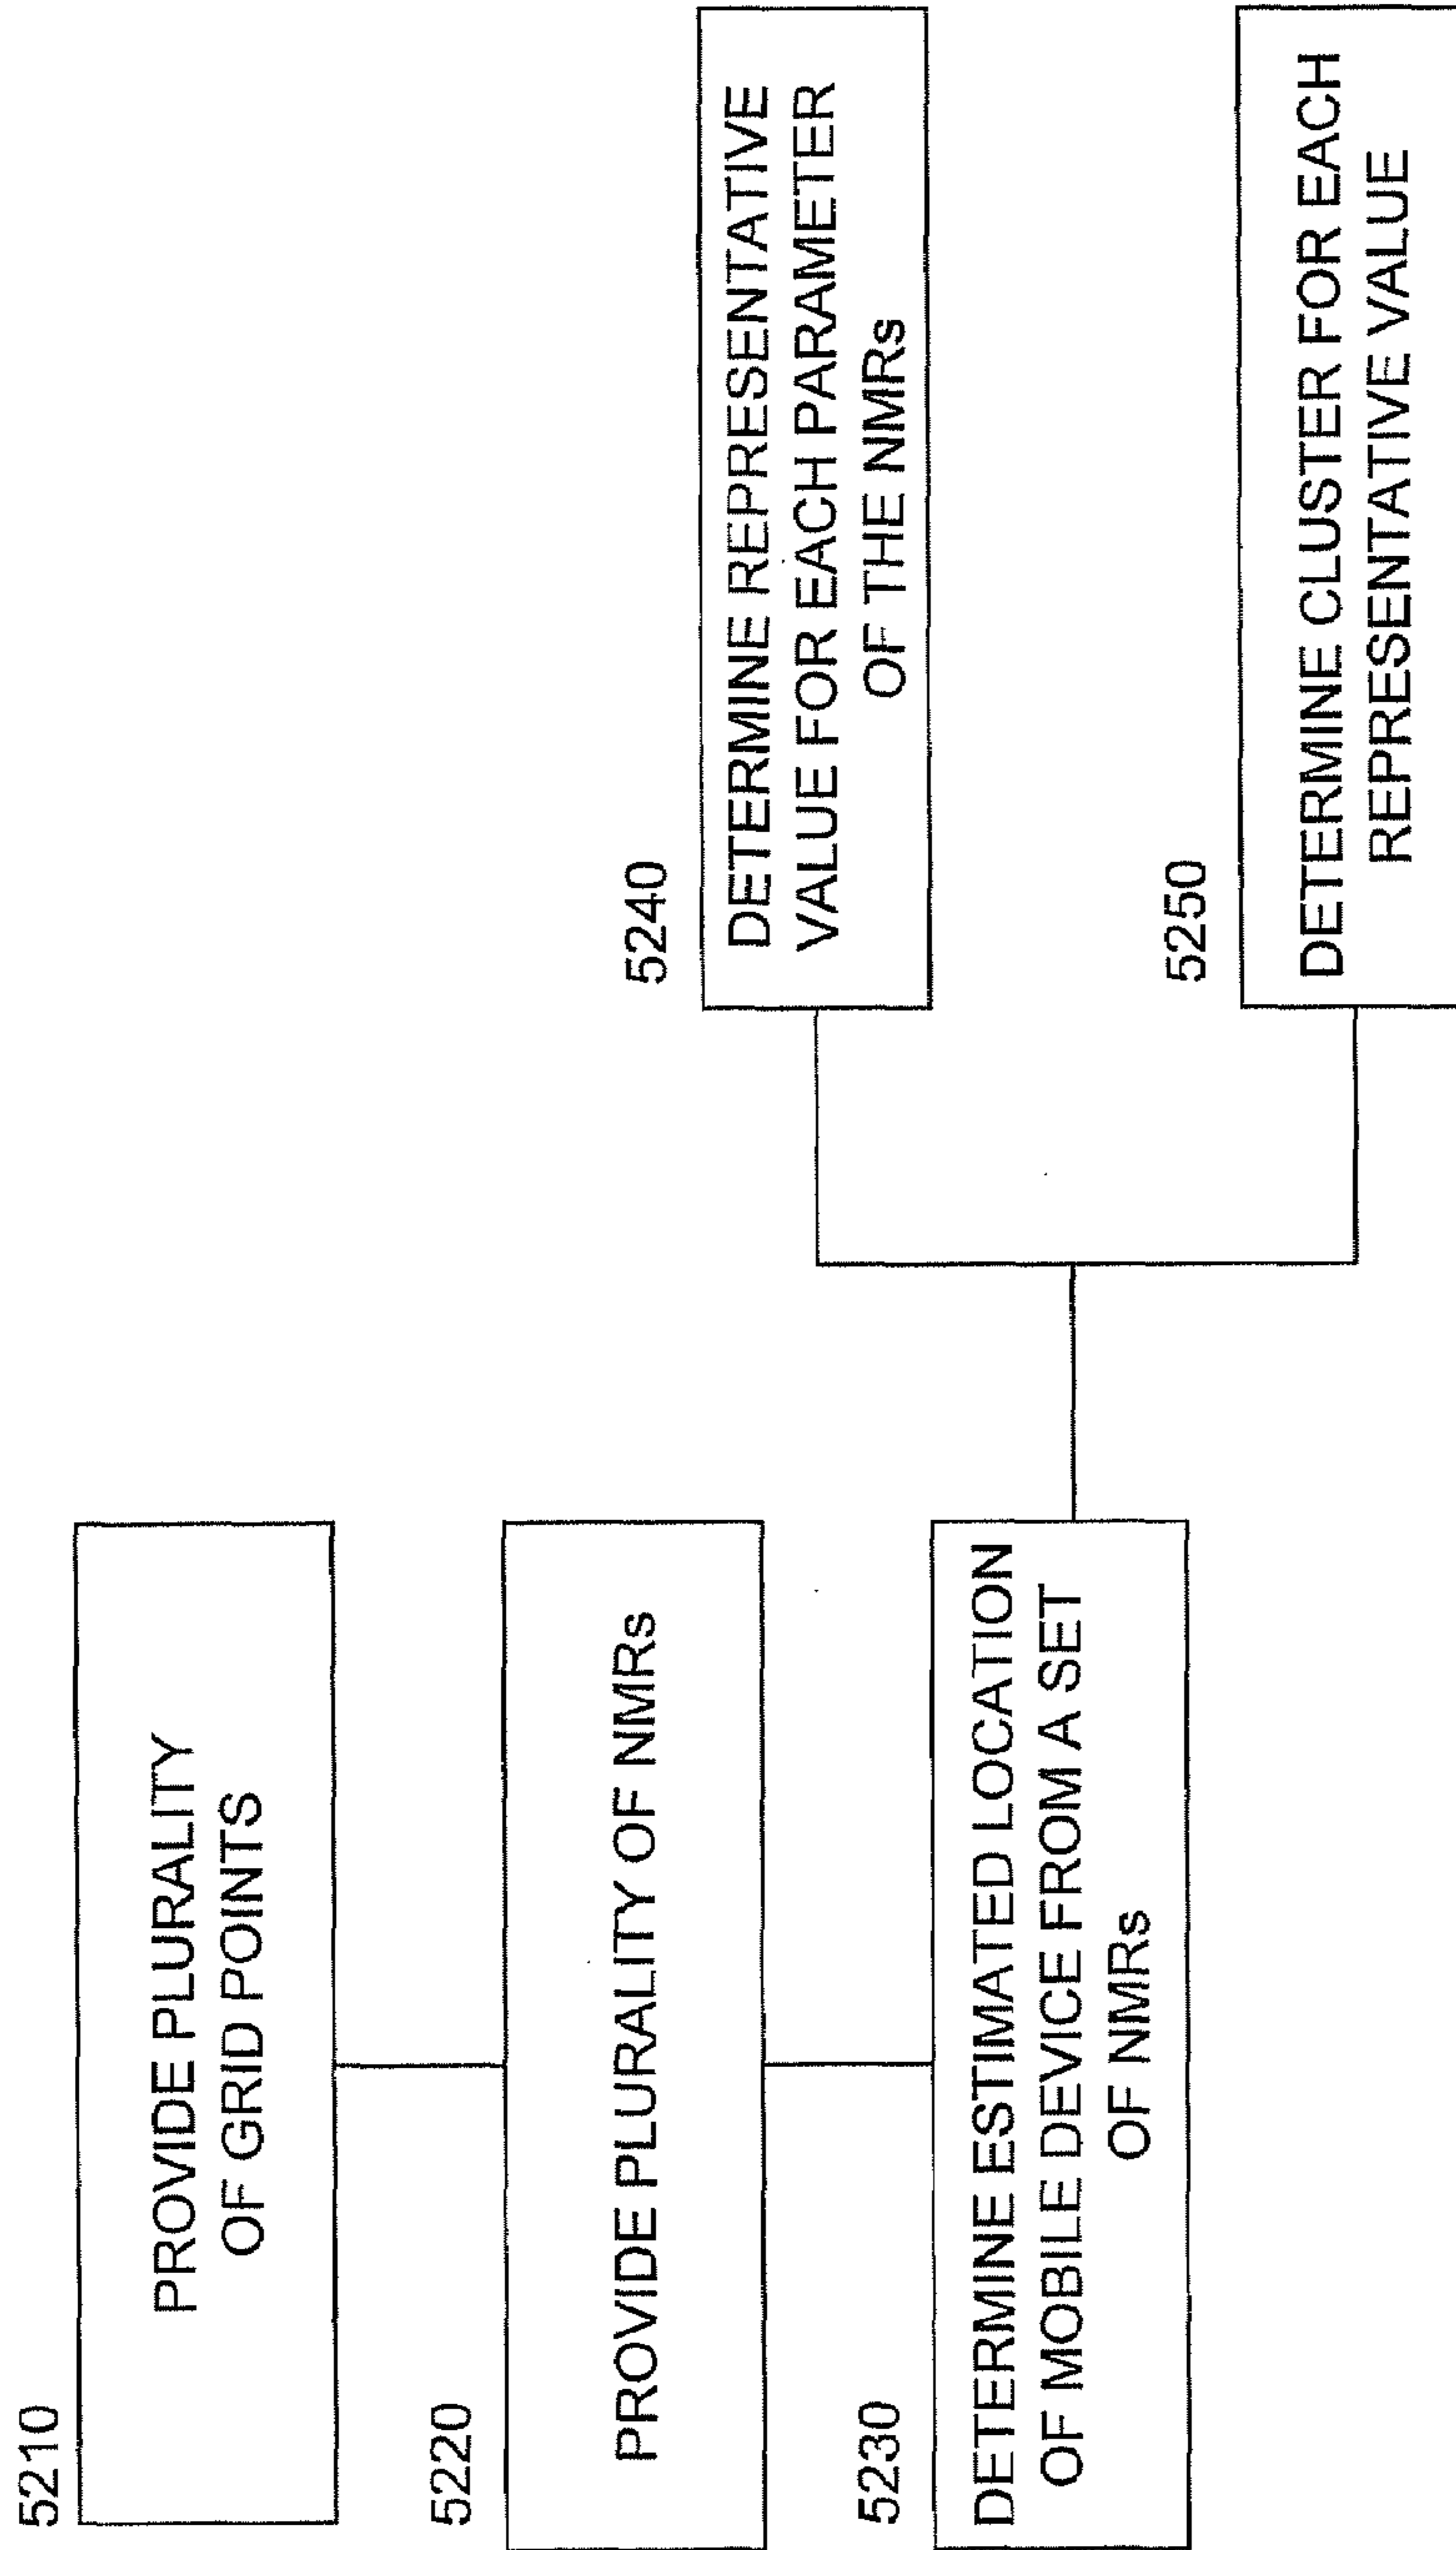 5210
PROVIDE PLURALITY
OF GRID POINTS
5220
PROVIDE PLURALITY OF NMRs
5230
DETERMINE ESTIMATED LOCATION
OF MOBILE DEVICE FROM A SET
OF NMRs
5240
DETERMINE REPRESENTATIVE
VALUE FOR EACH PARAMETER
OF THE NMRs
5250
DETERMINE CLUSTER FOR EACH
REPRESENTATIVE VALUE